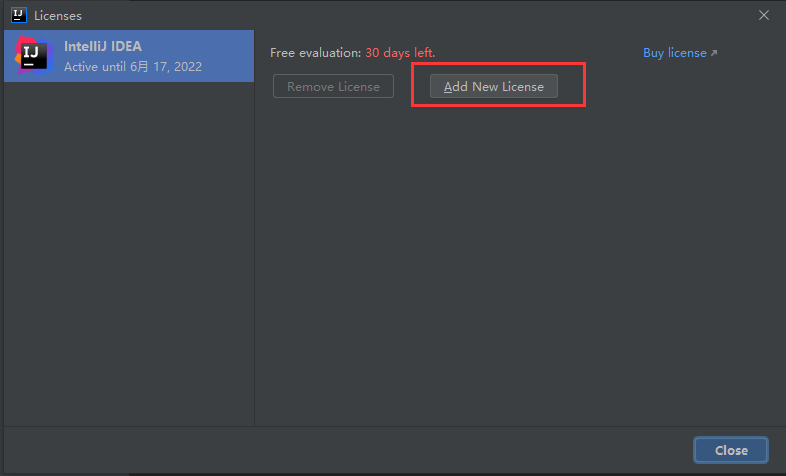 IJ Licenses
IJ
IntelliJ IDEA
Active until 6月 17, 2022
Free evaluation: 30 days left.
Buy license
Remove License
Add New License
Close